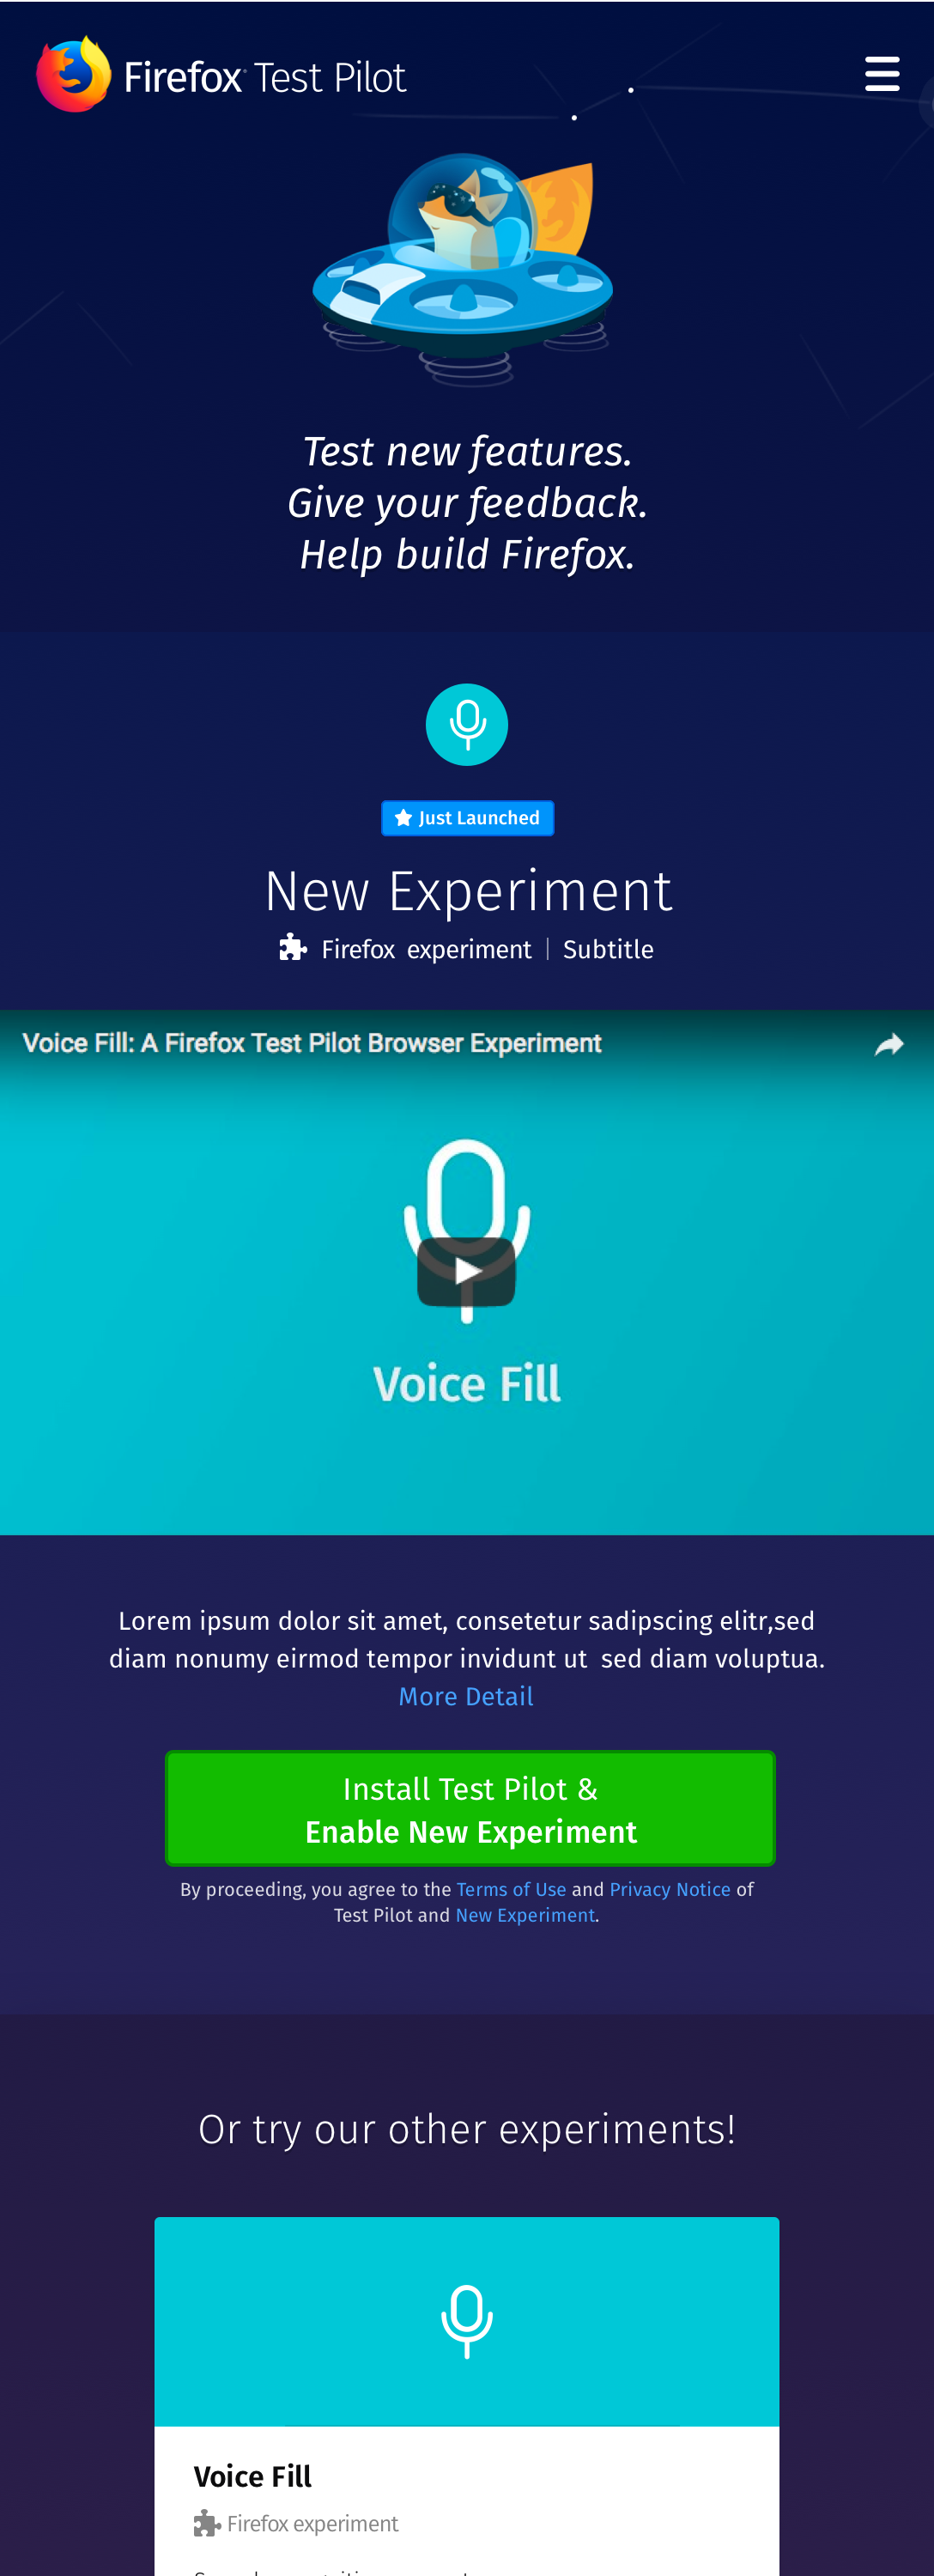 Firefox Test Pilot
Test new features.
Give your feedback.
Help build Firefox.
Just Launched
New Experiment
Firefox experiment | Subtitle
Voice Fill: A Firefox Test Pilot Browser Experiment
Voice Fill
Lorem ipsum dolor sit amet, consetetur sadipscing elitr,sed
diam nonumy eirmod tempor invidunt ut sed diam voluptua.
More Detail
Install Test Pilot &
Enable New Experiment
By proceeding, you agree to the Terms of Use and Privacy Notice of
Test Pilot and New Experiment.
Or try our other experiments!
Voice Fill
Firefox experiment